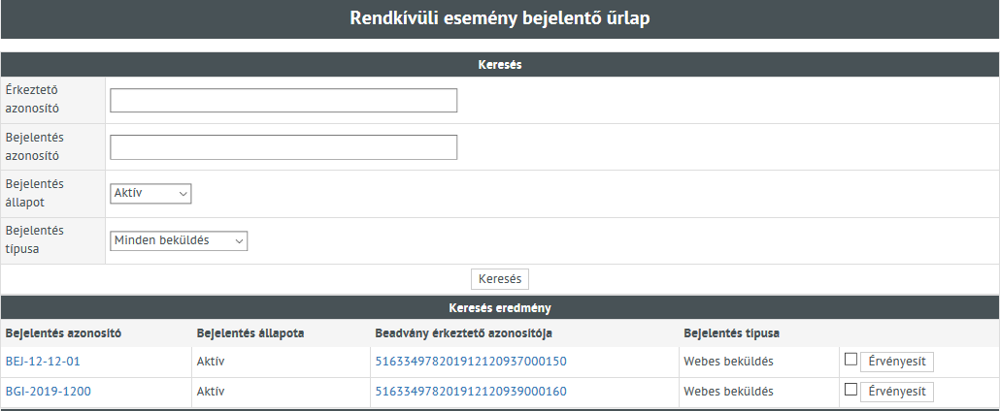 Rendkívüli esemény bejelentő űrlap
Keresés
Érkeztető
azonosító
Bejelentés
azonosító
Bejelentés
állapot
Aktív
Bejelentés
típusa
Minden beküldés
Keresés
Keresés eredmény
Bejelentés azonosító Bejelentés állapota Beadvány érkeztető azonosítója Bejelentés típusa
BEJ-12-12-01 Aktív 516334978201912120937000150 Webes beküldés Érvényesít
BGI-2019-1200 Aktív 516334978201912120939000160 Webes beküldés Érvényesít